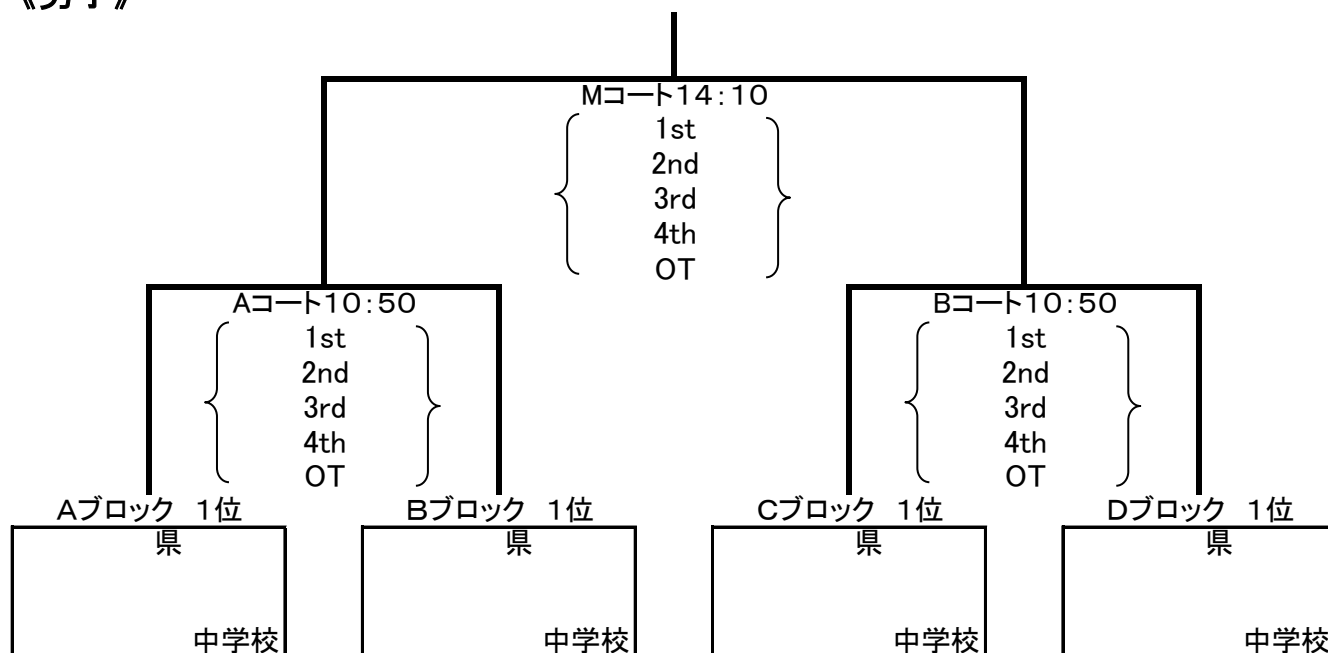 《男子》
Mコート14:10
1st
2nd
3rd
4th
OT
Aコート10:50
1st
2nd
3rd
4th
OT
Bコート10:50
1st
2nd
3rd
4th
OT
Aブロック　1位
Bブロック　1位
Cブロック　1位
Dブロック　1位
県
県
県
県
中学校
中学校
中学校
中学校